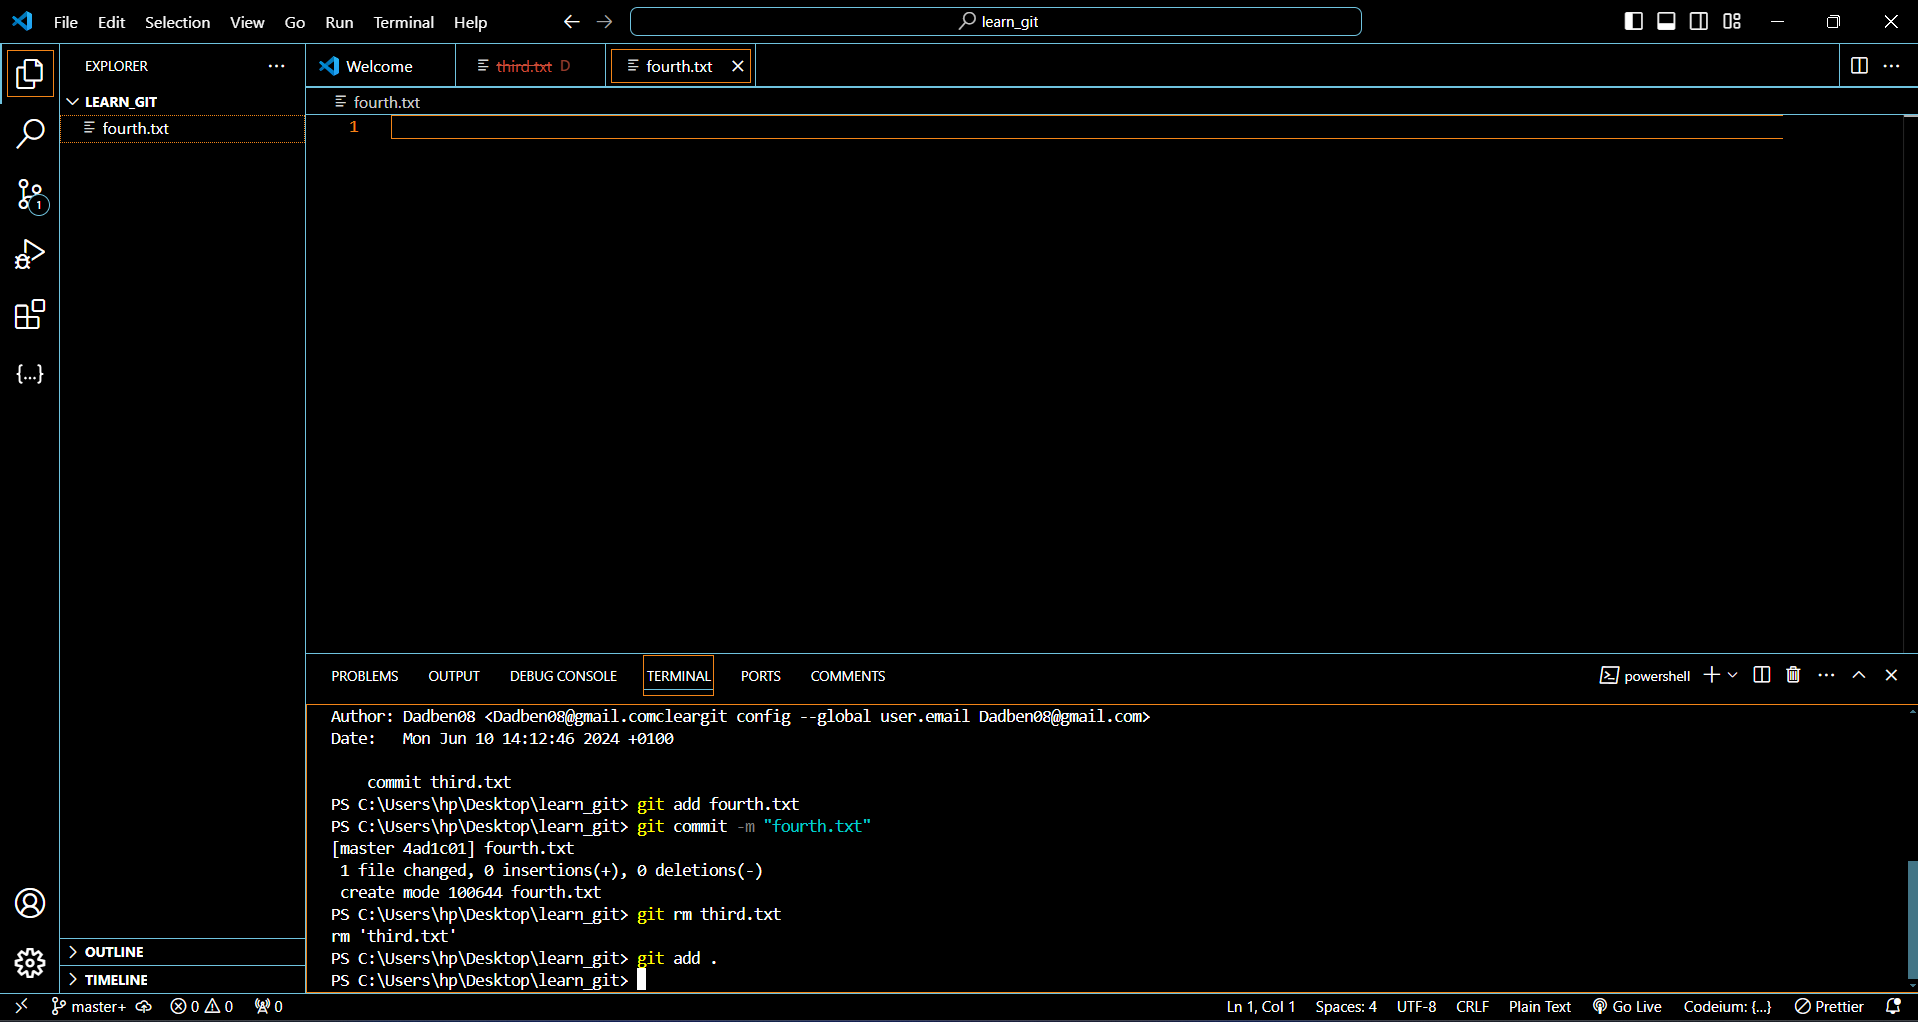 File Edit Selection View Go Run Terminal Help
learn_git
EXPLORER
Welcome
third.txt D
fourth.txt
LEARN_GIT
fourth.txt
fourth.txt
1
1
{...}
PROBLEMS OUTPUT DEBUG CONSOLE TERMINAL PORTS COMMENTS
powershell
Author: Dadben08 <Dadben08@gmail.comcleargit config --global user.email Dadben08@gmail.com>
Date:   Mon Jun 10 14:12:46 2024 +0100
commit third.txt
PS C:\Users\hp\Desktop\learn_git> git add fourth.txt
PS C:\Users\hp\Desktop\learn_git> git commit -m "fourth.txt"
[master 4ad1c01] fourth.txt
1 file changed, 0 insertions(+), 0 deletions(-)
create mode 100644 fourth.txt
PS C:\Users\hp\Desktop\learn_git> git rm third.txt
rm 'third.txt'
PS C:\Users\hp\Desktop\learn_git> git add .
PS C:\Users\hp\Desktop\learn_git>
OUTLINE
TIMELINE
master+ 0 0 0 Ln 1, Col 1 Spaces: 4 UTF-8 CRLF Plain Text Go Live Codeium: {...} Prettier